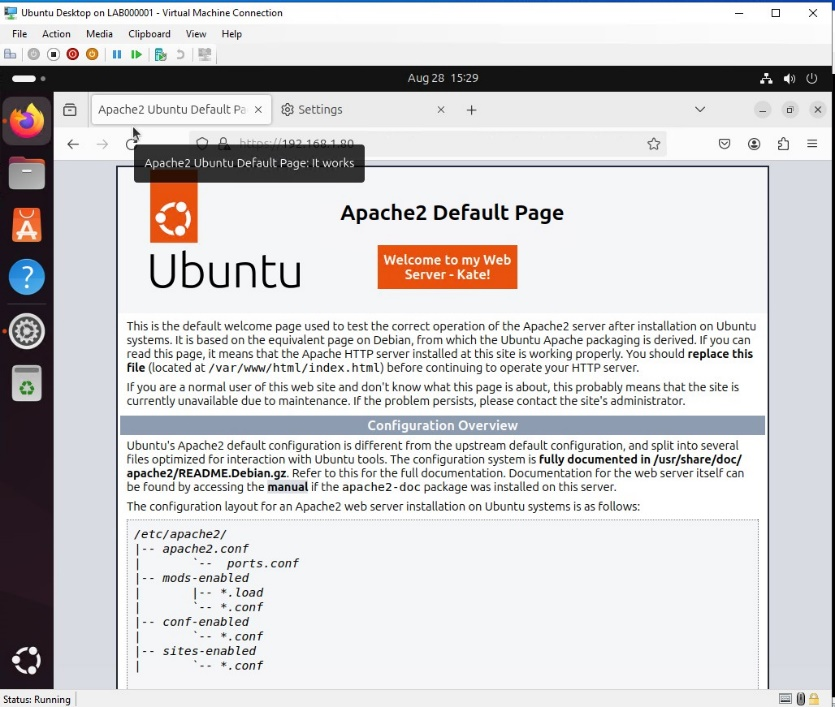 Ubuntu Desktop on LAB000001 - Virtual Machine Connection
File Action Media Clipboard View Help
Aug 28 15:29
Apache2 Ubuntu Default Pa
Settings
https://192.168.1.80
Apache2 Ubuntu Default Page: It works
Apache2 Default Page
Ubuntu
Welcome to my Web
Server - Kate!
This is the default welcome page used to test the correct operation of the Apache2 server after installation on Ubuntu
systems. It is based on the equivalent page on Debian, from which the Ubuntu Apache packaging is derived. If you can
read this page, it means that the Apache HTTP server installed at this site is working properly. You should replace this
file (located at /var/www/html/index.html) before continuing to operate your HTTP server.
If you are a normal user of this web site and don't know what this page is about, this probably means that the site is
currently unavailable due to maintenance. If the problem persists, please contact the site's administrator.
Configuration Overview
Ubuntu's Apache2 default configuration is different from the upstream default configuration, and split into several
files optimized for interaction with Ubuntu tools. The configuration system is fully documented in /usr/share/doc/
apache2/README.Debian.gz. Refer to this for the full documentation. Documentation for the web server itself can
be found by accessing the manual if the apache2-doc package was installed on this server.
The configuration layout for an Apache2 web server installation on Ubuntu systems is as follows:
/etc/apache2/
|-- apache2.conf
|       `--  ports.conf
|-- mods-enabled
|       |-- *.load
|       `-- *.conf
|-- conf-enabled
|       `-- *.conf
|-- sites-enabled
|       `-- *.conf
Status: Running